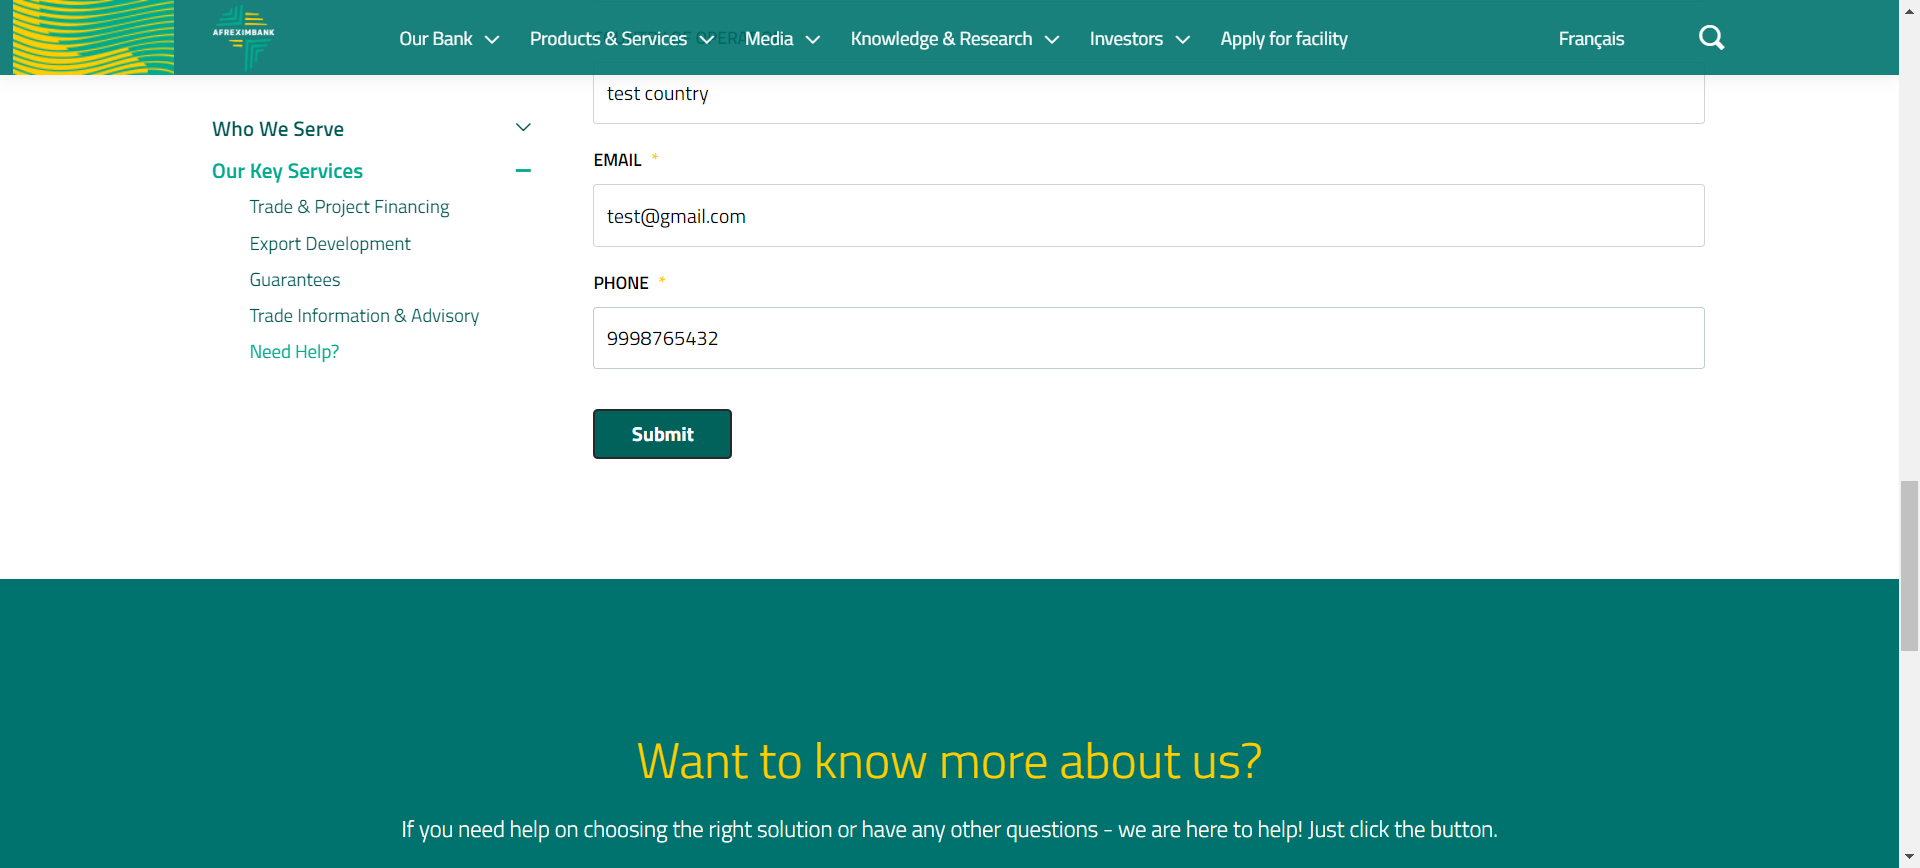 AFREXIMBANK
Our Bank
Products & Services
Media
Knowledge & Research
Investors
Apply for facility
Français
Who We Serve
Our Key Services
Trade & Project Financing
Export Development
Guarantees
Trade Information & Advisory
Need Help?
test country
EMAIL *
test@gmail.com
PHONE *
9998765432
Submit
Want to know more about us?
If you need help on choosing the right solution or have any other questions - we are here to help! Just click the button.